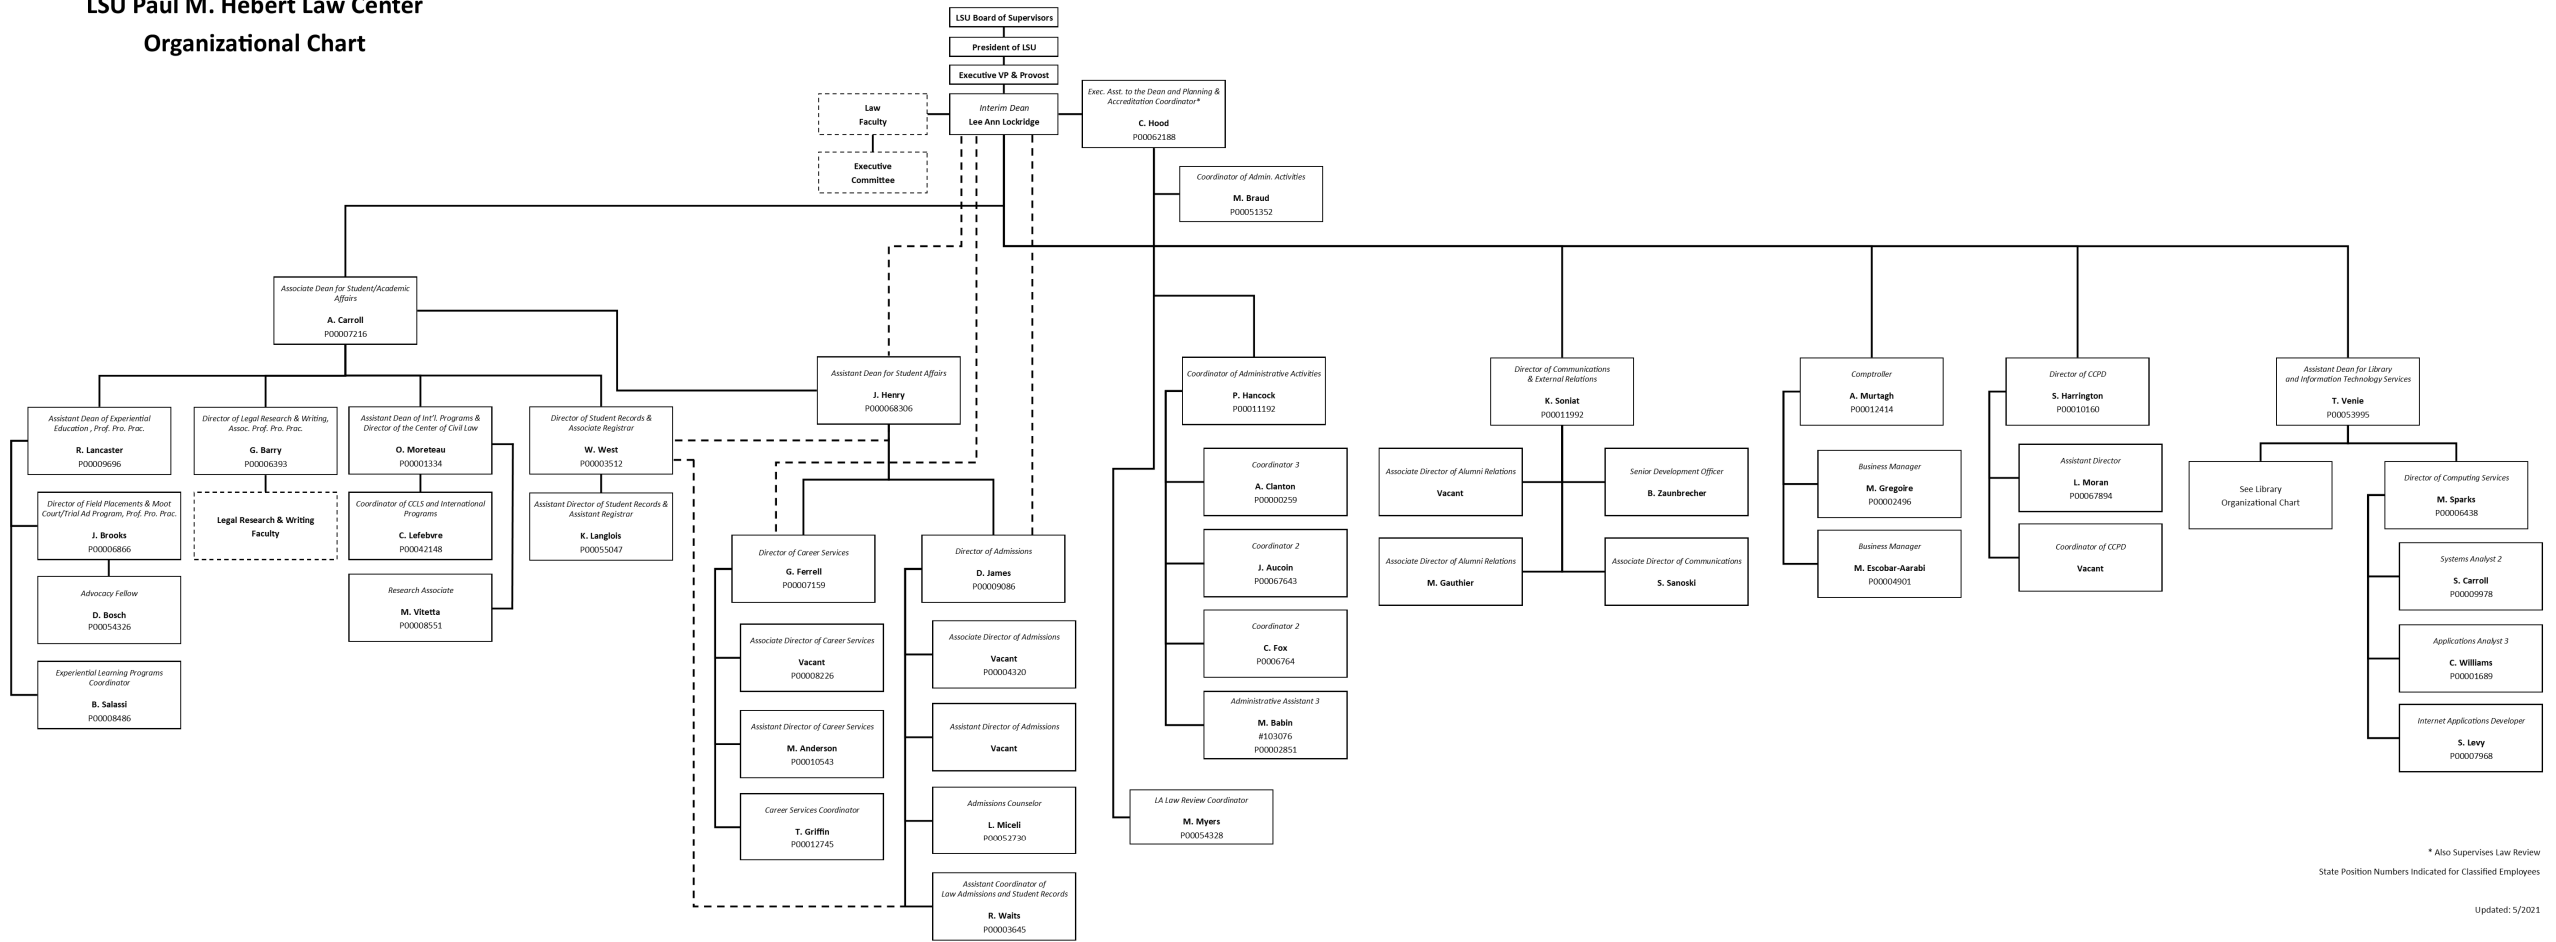 LSU Paul M. Hebert Law Center
Organizational Chart
LSU Board of Supervisors
President of LSU
Executive VP & Provost
Interim Dean
Lee Ann Lockridge
Law
Faculty
Executive
Committee
Exec. Asst. to the Dean and Planning &
Accreditation Coordinator*
C. Hood
P00062188
Coordinator of Admin. Activities
M. Braud
P00051352
Associate Dean for Student/Academic
Affairs
A. Carroll
P00007216
Assistant Dean for Student Affairs
J. Henry
P000068306
Assistant Dean of Experiential
Education , Prof. Pro. Prac.
R. Lancaster
P00009696
Director of Field Placements & Moot
Court/Trial Ad Program, Prof. Pro. Prac.
J. Brooks
P00006866
Advocacy Fellow
D. Bosch
P00054326
Experiential Learning Programs
Coordinator
B. Salassi
P00008486
Director of Legal Research & Writing,
Assoc. Prof. Pro. Prac.
G. Barry
P00006393
Legal Research & Writing
Faculty
Assistant Dean of Int'l. Programs &
Director of the Center of Civil Law
O. Moreteau
P00001334
Coordinator of CCLS and International
Programs
C. Lefebvre
P00042148
Research Associate
M. Vitetta
P00008551
Director of Student Records &
Associate Registrar
W. West
P00003512
Assistant Director of Student Records &
Assistant Registrar
K. Langlois
P00055047
Director of Career Services
G. Ferrell
P00007159
Associate Director of Career Services
Vacant
P00008226
Assistant Director of Career Services
M. Anderson
P00010543
Career Services Coordinator
T. Griffin
P00012745
Director of Admissions
D. James
P00009086
Associate Director of Admissions
Vacant
P00004320
Assistant Director of Admissions
Vacant
Admissions Counselor
L. Miceli
P00052730
Assistant Coordinator of
Law Admissions and Student Records
R. Waits
P00003645
Coordinator of Administrative Activities
P. Hancock
P00011192
Coordinator 3
A. Clanton
P00000259
Coordinator 2
J. Aucoin
P00067643
Coordinator 2
C. Fox
P0006764
Administrative Assistant 3
M. Babin
#103076
P00002851
LA Law Review Coordinator
M. Myers
P00054328
Director of Communications
& External Relations
K. Soniat
P00011992
Associate Director of Alumni Relations
Vacant
Senior Development Officer
B. Zaunbrecher
Associate Director of Alumni Relations
M. Gauthier
Associate Director of Communications
S. Sanoski
Comptroller
A. Murtagh
P00012414
Business Manager
M. Gregoire
P00002496
Business Manager
M. Escobar-Aarabi
P00004901
Director of CCPD
S. Harrington
P00010160
Assistant Director
L. Moran
P00067894
Coordinator of CCPD
Vacant
Assistant Dean for Library
and Information Technology Services
T. Venie
P00053995
See Library
Organizational Chart
Director of Computing Services
M. Sparks
P00006438
Systems Analyst 2
S. Carroll
P00009978
Applications Analyst 3
C. Williams
P00001689
Internet Applications Developer
S. Levy
P00007968
* Also Supervises Law Review
State Position Numbers Indicated for Classified Employees
Updated: 5/2021